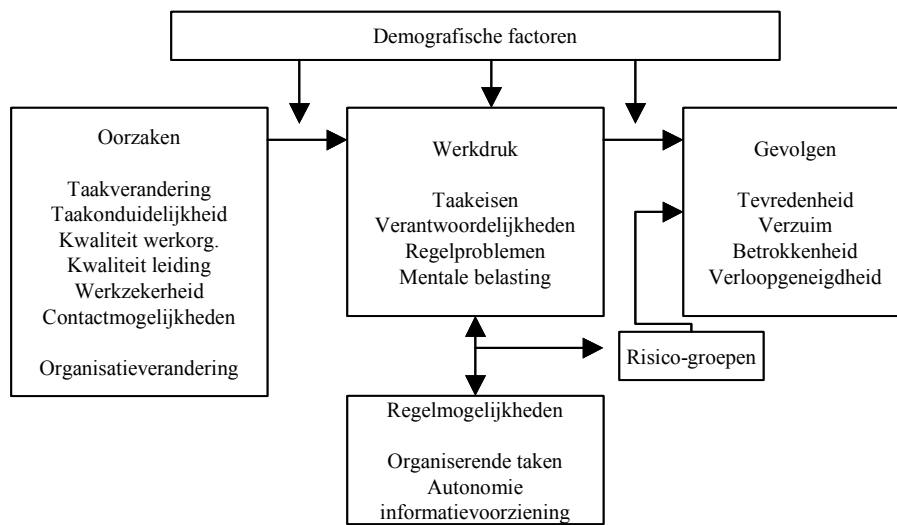 Demografische factoren
Oorzaken
Taakverandering
Taakonduidelijkheid
Kwaliteit werkorg.
Kwaliteit leiding
Werkzekerheid
Contactmogelijkheden
Organisatieverandering
Werkdruk
Taakeisen
Verantwoordelijkheden
Regelproblemen
Mentale belasting
Gevolgen
Tevredenheid
Verzuim
Betrokkenheid
Verloopgeneigdheid
Risico-groepen
Regelmogelijkheden
Organiserende taken
Autonomie
informatievoorziening